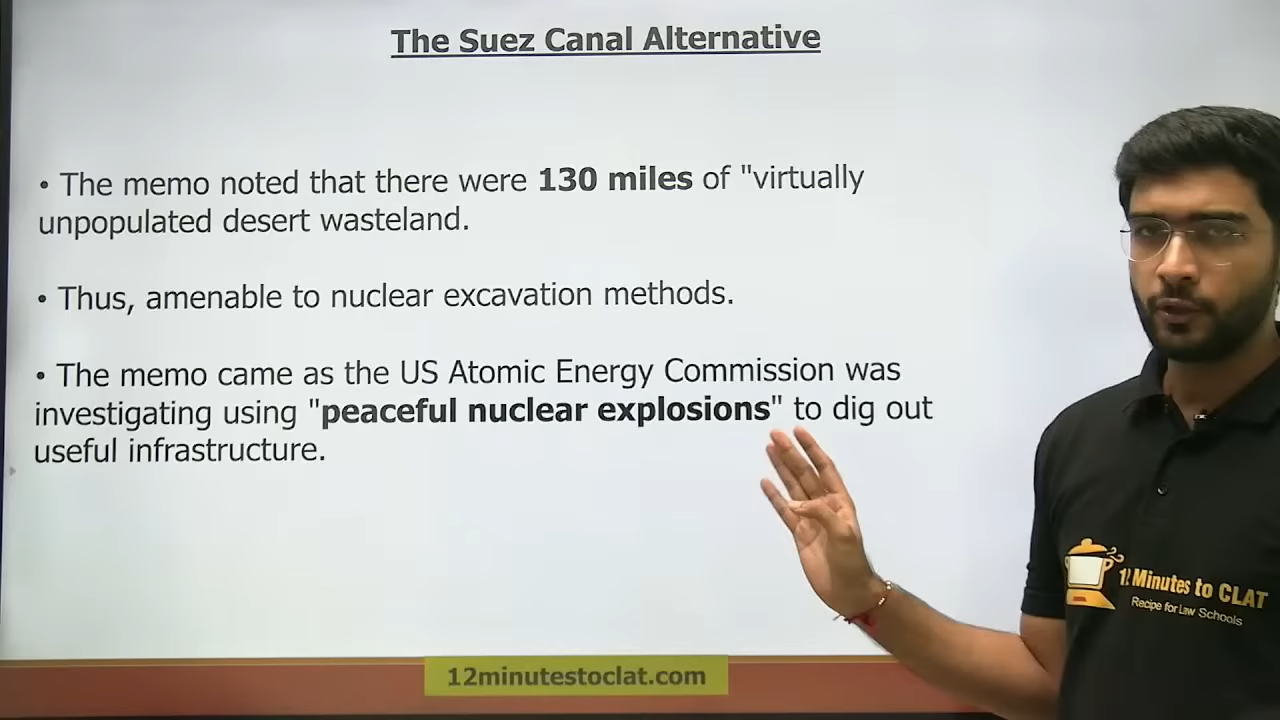 The Suez Canal Alternative
• The memo noted that there were 130 miles of "virtually
unpopulated desert wasteland.
• Thus, amenable to nuclear excavation methods.
• The memo came as the US Atomic Energy Commission was
investigating using "peaceful nuclear explosions" to dig out
useful infrastructure.
12 Minutes to CLAT
Recipe for Law Schools
12minutestoclat.com